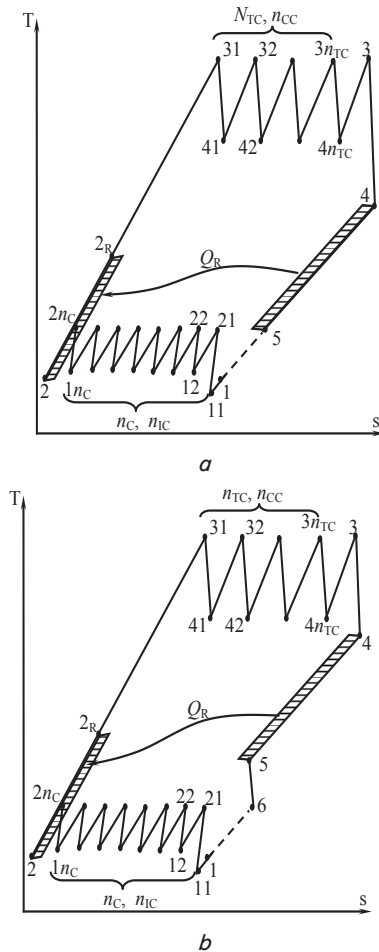 T
N_TC, n_CC
31 32 3n_TC 3
41 42 4n_TC
4
2_R
Q_R
2n_C 22 21 5
2 1n_C 12 1
11
n_C, n_IC
s
a
T
n_TC, n_CC
31 32 3n_TC 3
41 42 4n_TC
4
2_R
Q_R
5
2n_C 22 21 6
2 1n_C 12 1
11
n_C, n_IC
s
b